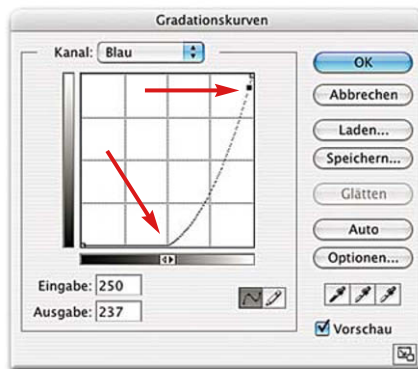 Gradationskurven
Kanal: Blau
OK
Abbrechen
Laden...
Speichern...
Glätten
Auto
Optionen...
Eingabe: 250
Ausgabe: 237
Vorschau